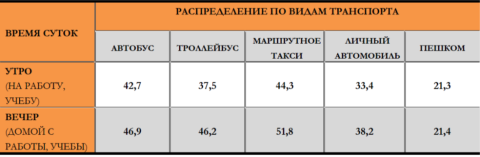 ВРЕМЯ СУТОК
РАСПРЕДЕЛЕНИЕ ПО ВИДАМ ТРАНСПОРТА
АВТОБУС
ТРОЛЛЕЙБУС
МАРШРУТНОЕ
ТАКСИ
ЛИЧНЫЙ
АВТОМОБИЛЬ
ПЕШКОМ
УТРО
(НА РАБОТУ,
УЧЕБУ)
42,7
37,5
44,3
33,4
21,3
ВЕЧЕР
(ДОМОЙ С
РАБОТЫ, УЧЕБЫ)
46,9
46,2
51,8
38,2
21,4